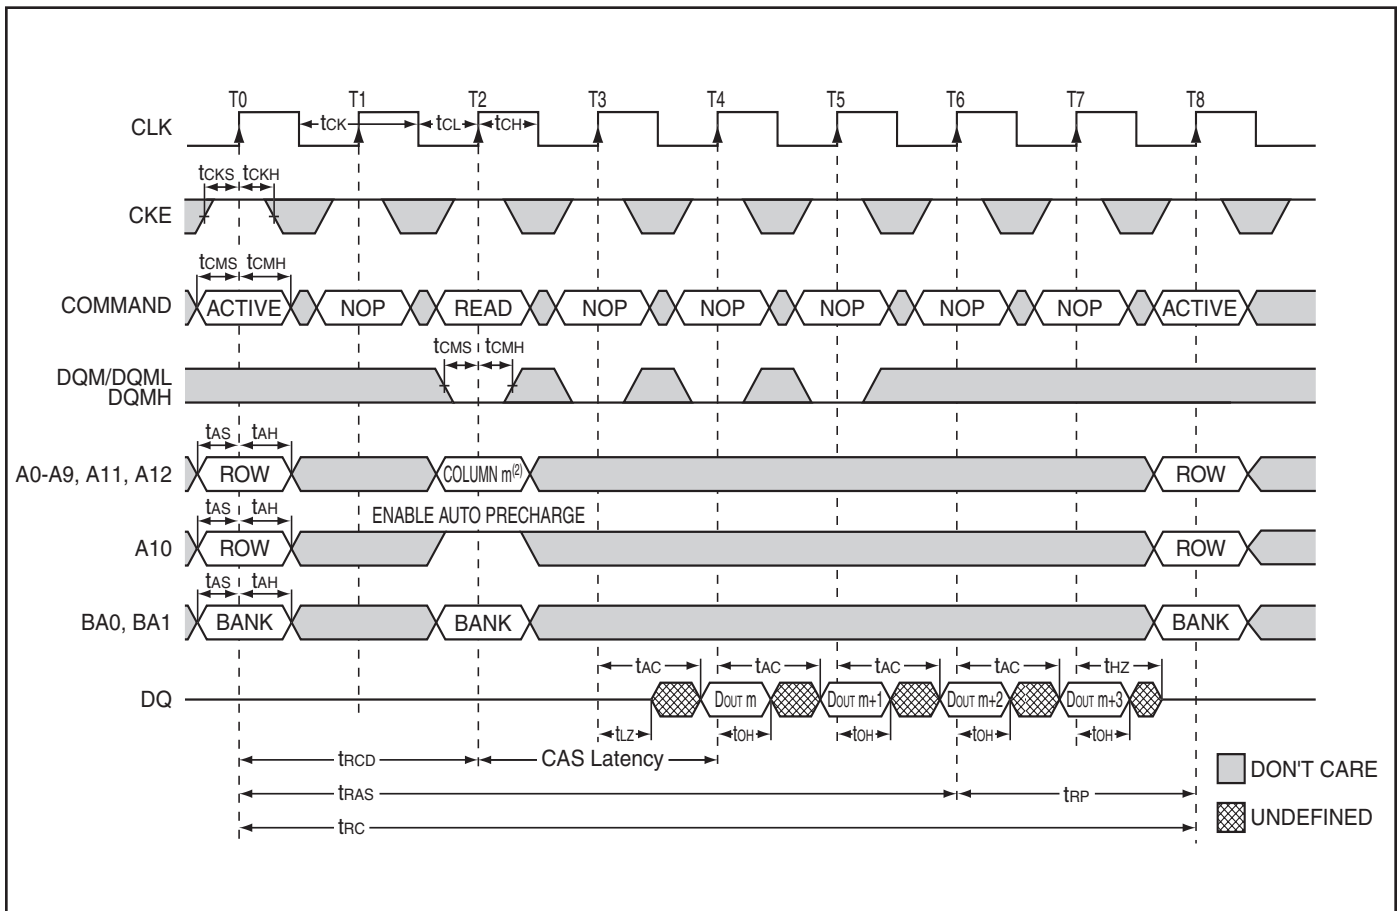 T0 T1 T2 T3 T4 T5 T6 T7 T8
CLK tCK tCL tCH
tCKS tCKH
CKE
tCMS tCMH
COMMAND ACTIVE NOP READ NOP NOP NOP NOP NOP ACTIVE
tCMS tCMH
DQM/DQML
DQMH
tAS tAH
A0-A9, A11, A12 ROW COLUMN m(2) ROW
tAS tAH ENABLE AUTO PRECHARGE
A10 ROW ROW
tAS tAH
BA0, BA1 BANK BANK BANK
tAC tAC tAC tAC tHZ
DQ DOUT m DOUT m+1 DOUT m+2 DOUT m+3
tLZ tOH tOH tOH tOH
tRCD CAS Latency
DON'T CARE
tRAS tRP
UNDEFINED
tRC